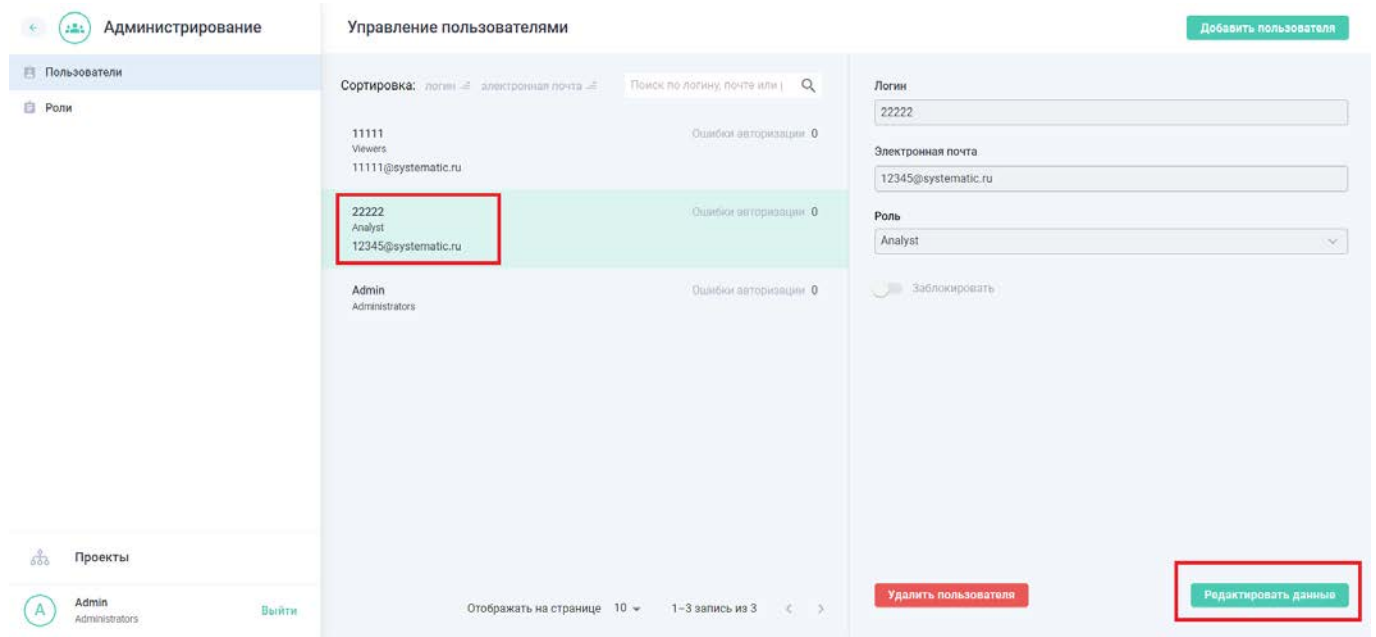 Администрирование
Управление пользователями
Добавить пользователя
Пользователи
Роли
Сортировка: логин электронная почта
Поиск по логину, почте или
11111
Viewers
11111@systematic.ru
Ошибки авторизации 0
22222
Analyst
12345@systematic.ru
Ошибки авторизации 0
Admin
Administrators
Ошибки авторизации 0
Логин
22222
Электронная почта
12345@systematic.ru
Роль
Analyst
Заблокировать
Проекты
A
Admin
Administrators
Выйти
Отображать на странице 10
1–3 запись из 3
Удалить пользователя
Редактировать данные